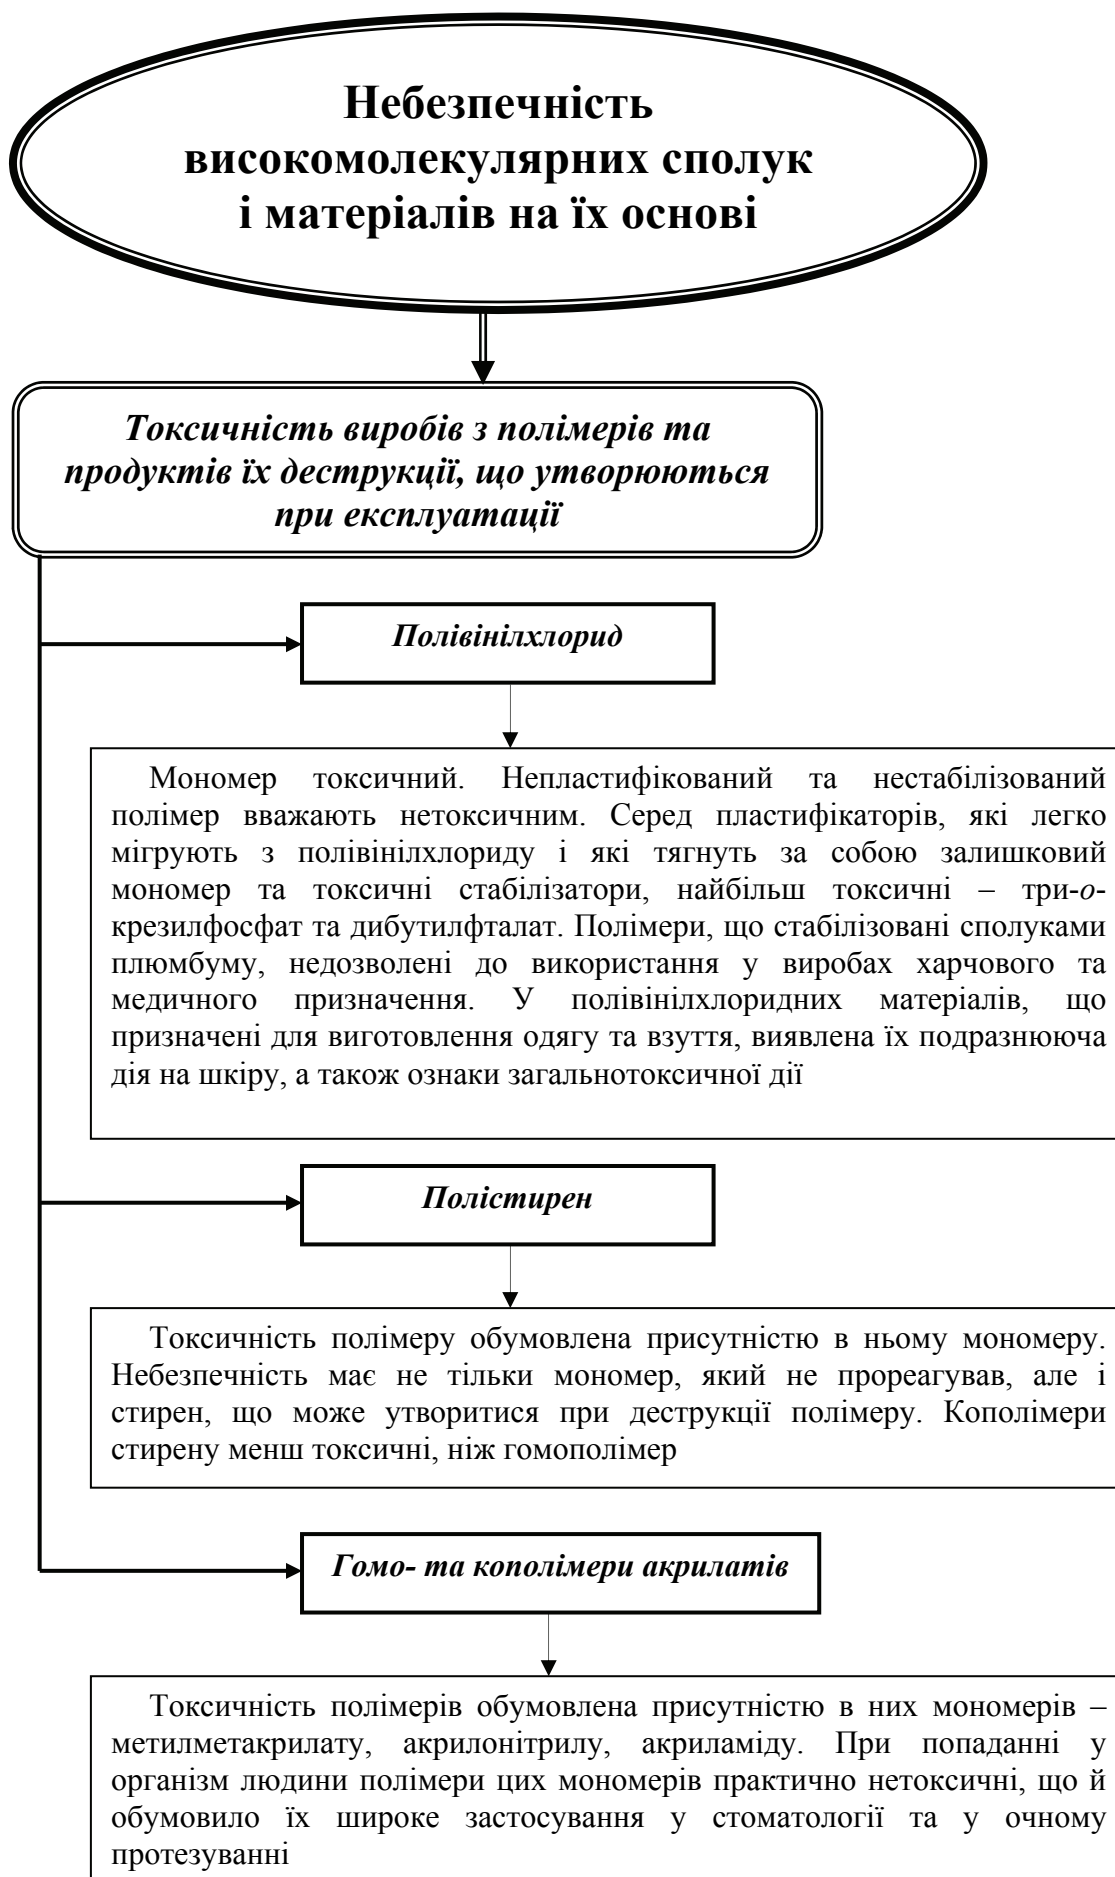 Небезпечність
високомолекулярних сполук
і матеріалів на їх основі
Токсичність виробів з полімерів та
продуктів їх деструкції, що утворюються
при експлуатації
Полівінілхлорид
Мономер токсичний. Непластифікований та нестабілізований
полімер вважають нетоксичним. Серед пластифікаторів, які легко
мігрують з полівінілхлориду і які тягнуть за собою залишковий
мономер та токсичні стабілізатори, найбільш токсичні – три-о-
крезилфосфат та дибутилфталат. Полімери, що стабілізовані сполуками
плюмбуму, недозволені до використання у виробах харчового та
медичного призначення. У полівінілхлоридних матеріалів, що
призначені для виготовлення одягу та взуття, виявлена їх подразнююча
дія на шкіру, а також ознаки загальнотоксичної дії
Полістирен
Токсичність полімеру обумовлена присутністю в ньому мономеру.
Небезпечність має не тільки мономер, який не прореагував, але і
стирен, що може утворитися при деструкції полімеру. Кополімери
стирену менш токсичні, ніж гомополімер
Гомо- та кополімери акрилатів
Токсичність полімерів обумовлена присутністю в них мономерів –
метилметакрилату, акрилонітрилу, акриламіду. При попаданні у
організм людини полімери цих мономерів практично нетоксичні, що й
обумовило їх широке застосування у стоматології та у очному
протезуванні